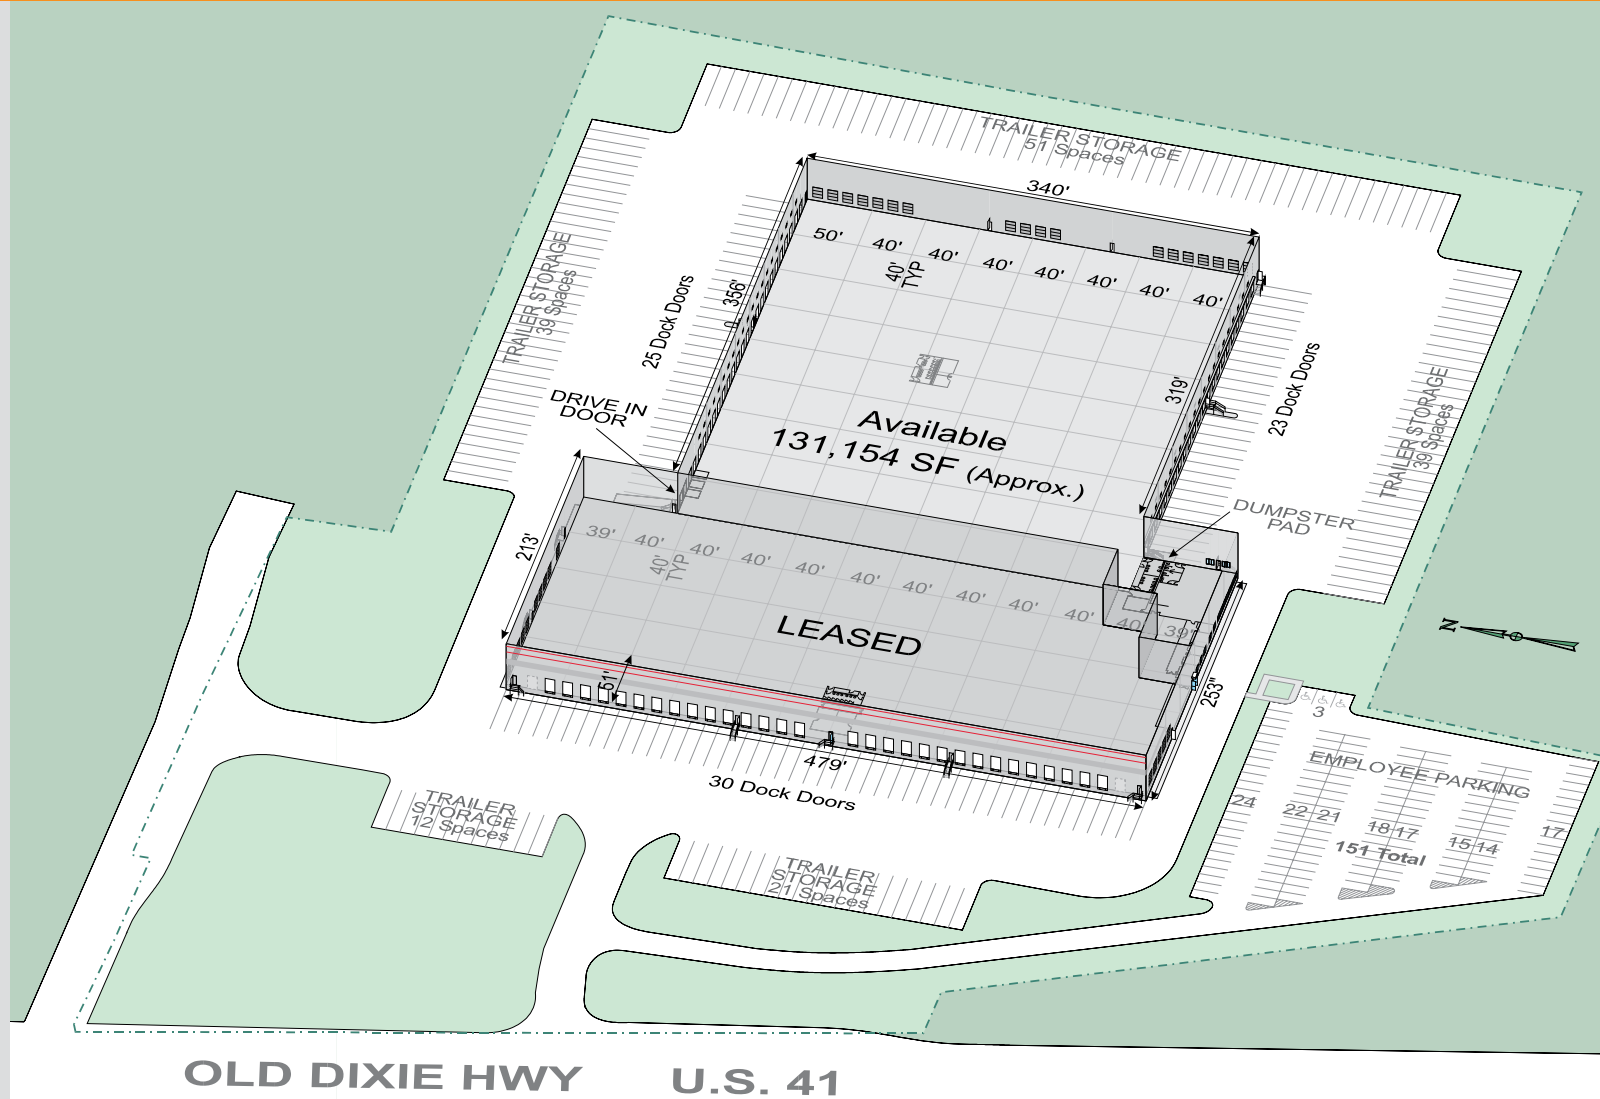 TRAILER STORAGE
51 Spaces
340'
50' 40' 40' 40' 40' 40' 40' 40'
40'
TYP
TRAILER STORAGE
39 Spaces
25 Dock Doors
356'
319'
23 Dock Doors
TRAILER STORAGE
39 Spaces
DRIVE IN
DOOR
Available
131,154 SF (Approx.)
DUMPSTER
PAD
213'
39' 40' 40' 40' 40' 40' 40' 40' 40' 40' 40' 39'
40'
TYP
LEASED
N
61'
253"
479'
30 Dock Doors
3
EMPLOYEE PARKING
24 22 21 18 17 15 14 17
151 Total
TRAILER
STORAGE
12 Spaces
TRAILER
STORAGE
21 Spaces
OLD DIXIE HWY U.S. 41